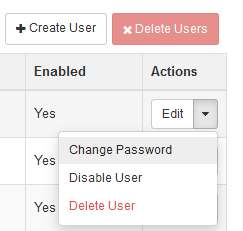 Create User Delete Users
Enabled Actions
Yes Edit
Yes
Change Password
Disable User
Yes
Delete User